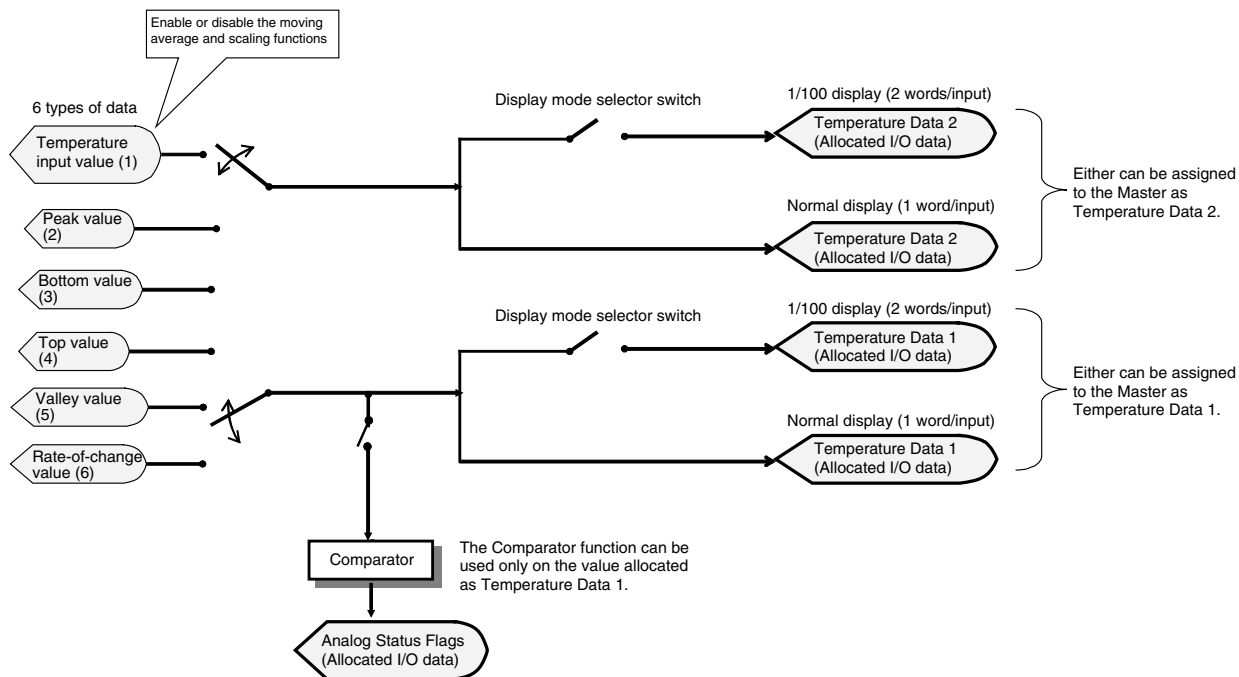 Enable or disable the moving
average and scaling functions
6 types of data
Temperature
input value (1)
Peak value
(2)
Bottom value
(3)
Top value
(4)
Valley value
(5)
Rate-of-change
value (6)
Display mode selector switch
1/100 display (2 words/input)
Temperature Data 2
(Allocated I/O data)
Normal display (1 word/input)
Temperature Data 2
(Allocated I/O data)
Either can be assigned
to the Master as
Temperature Data 2.
Display mode selector switch
1/100 display (2 words/input)
Temperature Data 1
(Allocated I/O data)
Normal display (1 word/input)
Temperature Data 1
(Allocated I/O data)
Either can be assigned
to the Master as
Temperature Data 1.
Comparator
The Comparator function can be
used only on the value allocated
as Temperature Data 1.
Analog Status Flags
(Allocated I/O data)